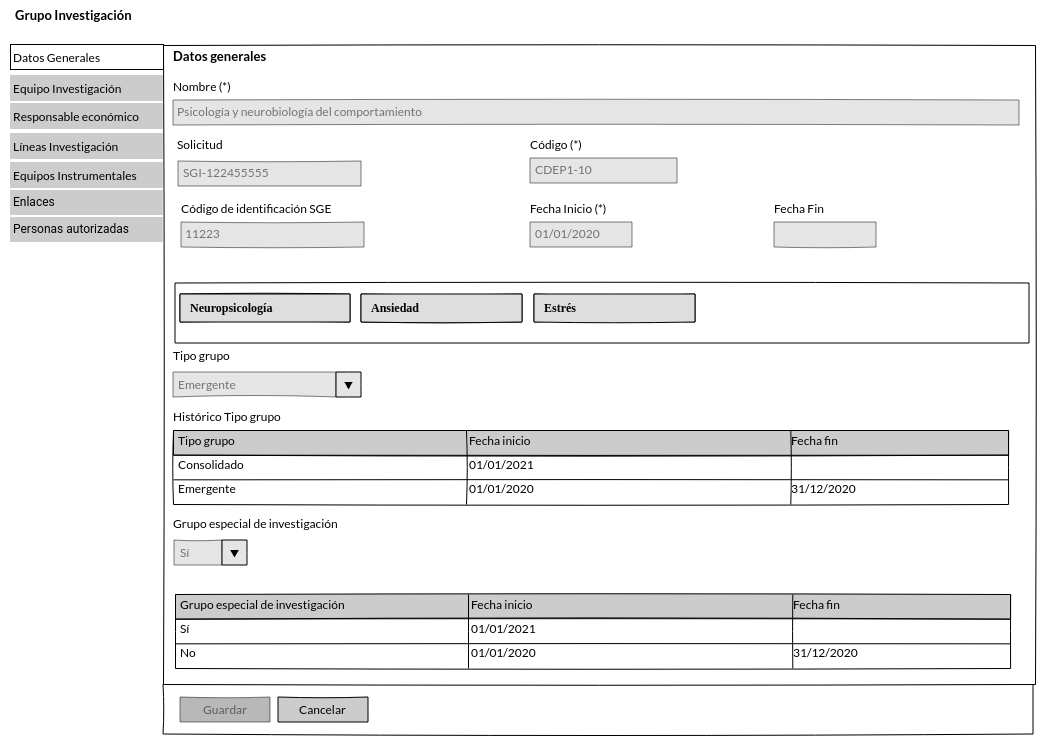 Grupo Investigación
Datos Generales
Equipo Investigación
Responsable económico
Líneas Investigación
Equipos Instrumentales
Enlaces
Personas autorizadas
Datos generales
Nombre (*)
Psicología y neurobiología del comportamiento
Solicitud Código (*)
SGI-122455555 CDEP1-10
Código de identificación SGE Fecha Inicio (*) Fecha Fin
11223 01/01/2020
Neuropsicología Ansiedad Estrés
Tipo grupo
Emergente
Histórico Tipo grupo
Tipo grupo Fecha inicio Fecha fin
Consolidado 01/01/2021
Emergente 01/01/2020 31/12/2020
Grupo especial de investigación
Sí
Grupo especial de investigación Fecha inicio Fecha fin
Sí 01/01/2021
No 01/01/2020 31/12/2020
Guardar Cancelar